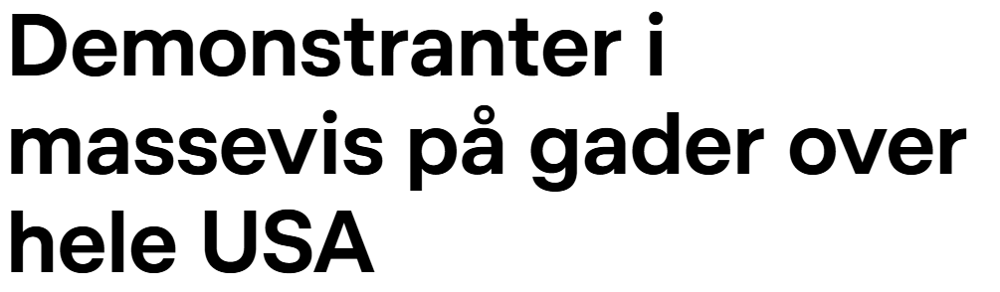 Demonstranter i
massevis på gader over
hele USA